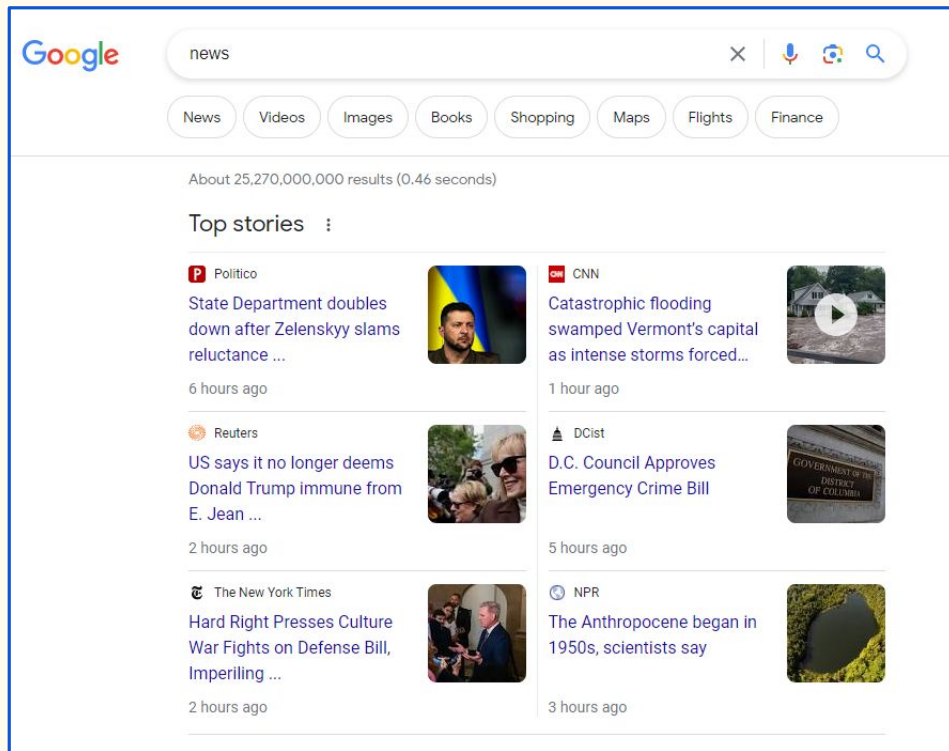 Google
news
News Videos Images Books Shopping Maps Flights Finance
About 25,270,000,000 results (0.46 seconds)
Top stories
Politico
State Department doubles
down after Zelenskyy slams
reluctance ...
6 hours ago
CNN
Catastrophic flooding
swamped Vermont's capital
as intense storms forced...
1 hour ago
Reuters
US says it no longer deems
Donald Trump immune from
E. Jean ...
2 hours ago
DCist
D.C. Council Approves
Emergency Crime Bill
5 hours ago
GOVERNMENT OF THE
DISTRICT
OF COLUMBIA
The New York Times
Hard Right Presses Culture
War Fights on Defense Bill,
Imperiling ...
2 hours ago
NPR
The Anthropocene began in
1950s, scientists say
3 hours ago